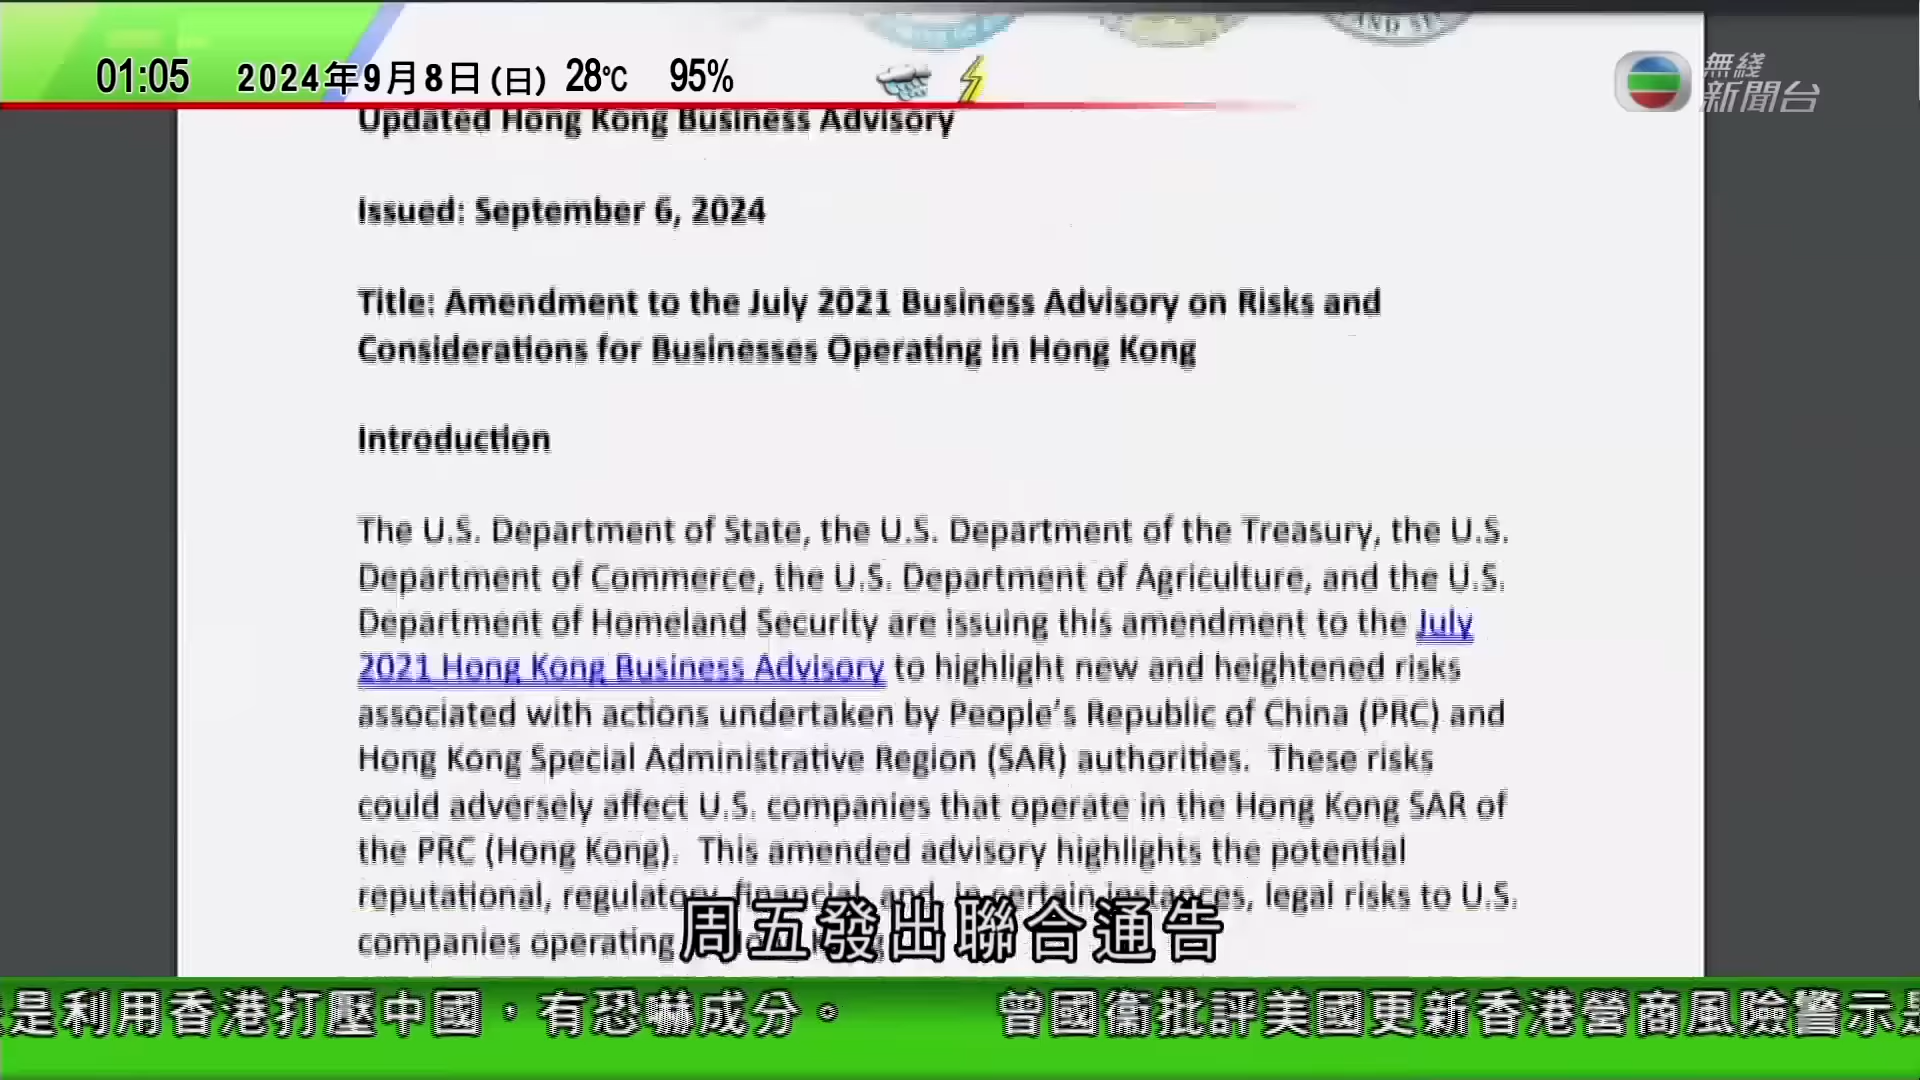 IND S
01:05 2024年9月8日(日) 28℃ 95%
無綫
新聞台
Updated Hong Kong Business Advisory
Issued: September 6, 2024
Title: Amendment to the July 2021 Business Advisory on Risks and
Considerations for Businesses Operating in Hong Kong
Introduction
The U.S. Department of State, the U.S. Department of the Treasury, the U.S.
Department of Commerce, the U.S. Department of Agriculture, and the U.S.
Department of Homeland Security are issuing this amendment to the July
2021 Hong Kong Business Advisory to highlight new and heightened risks
associated with actions undertaken by People’s Republic of China (PRC) and
Hong Kong Special Administrative Region (SAR) authorities. These risks
could adversely affect U.S. companies that operate in the Hong Kong SAR of
the PRC (Hong Kong). This amended advisory highlights the potential
reputational, regulatory, financial, and, in certain instances, legal risks to U.S.
companies operating
周五發出聯合通告
是利用香港打壓中國，有恐嚇成分。 曾國衞批評美國更新香港營商風險警示是